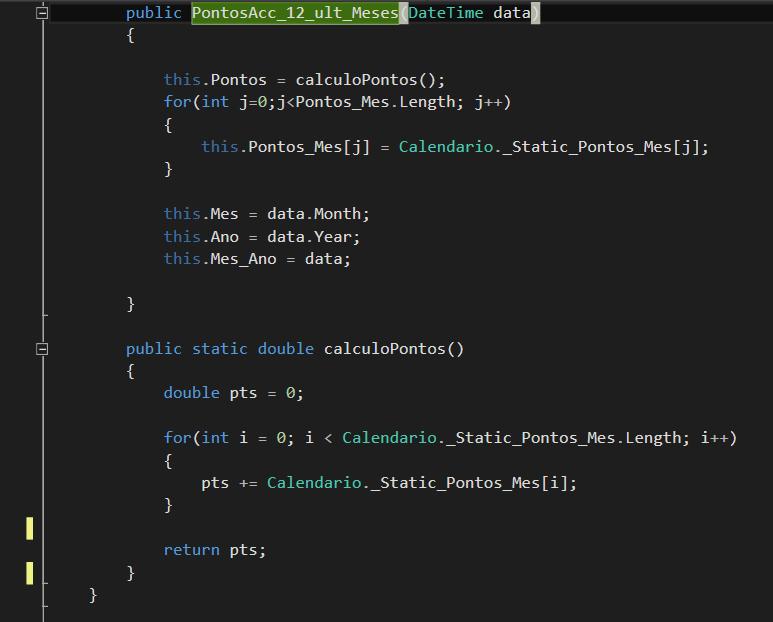 public PontosAcc_12_ult_Meses(DateTime data)
{
this.Pontos = calculoPontos();
for(int j=0;j<Pontos_Mes.Length; j++)
{
this.Pontos_Mes[j] = Calendario._Static_Pontos_Mes[j];
}
this.Mes = data.Month;
this.Ano = data.Year;
this.Mes_Ano = data;
}
public static double calculoPontos()
{
double pts = 0;
for(int i = 0; i < Calendario._Static_Pontos_Mes.Length; i++)
{
pts += Calendario._Static_Pontos_Mes[i];
}
return pts;
}
}